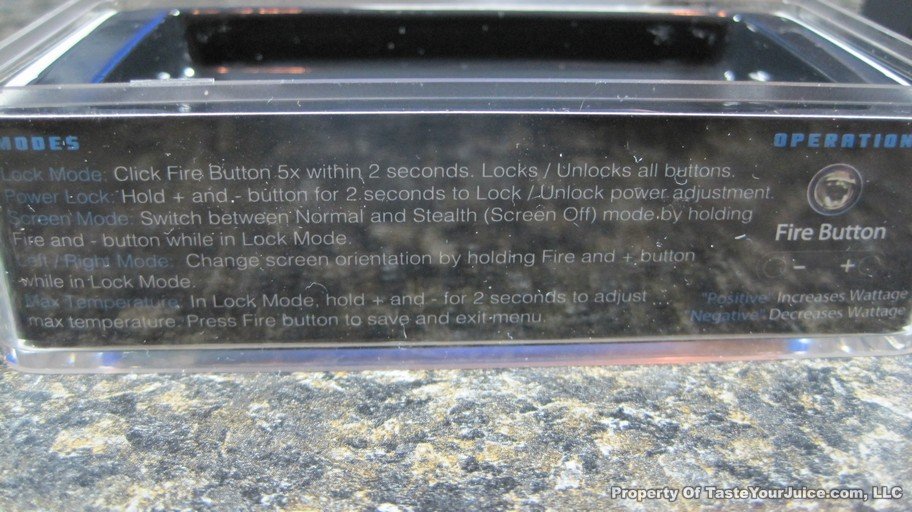 MODES
Lock Mode: Click Fire Button 5x within 2 seconds. Locks / Unlocks all buttons.
Power Lock: Hold + and - button for 2 seconds to Lock / Unlock power adjustment.
Screen Mode: Switch between Normal and Stealth (Screen Off) mode by holding
Fire and - button while in Lock Mode.
Left / Right Mode: Change screen orientation by holding Fire and + button
while in Lock Mode.
Max Temperature: In Lock Mode, hold + and - for 2 seconds to adjust
max temperature. Press Fire button to save and exit menu.
OPERATION
Fire Button
- +
"Positive" Increases Wattage
"Negative" Decreases Wattage
Property Of TasteYourJuice.com, LLC